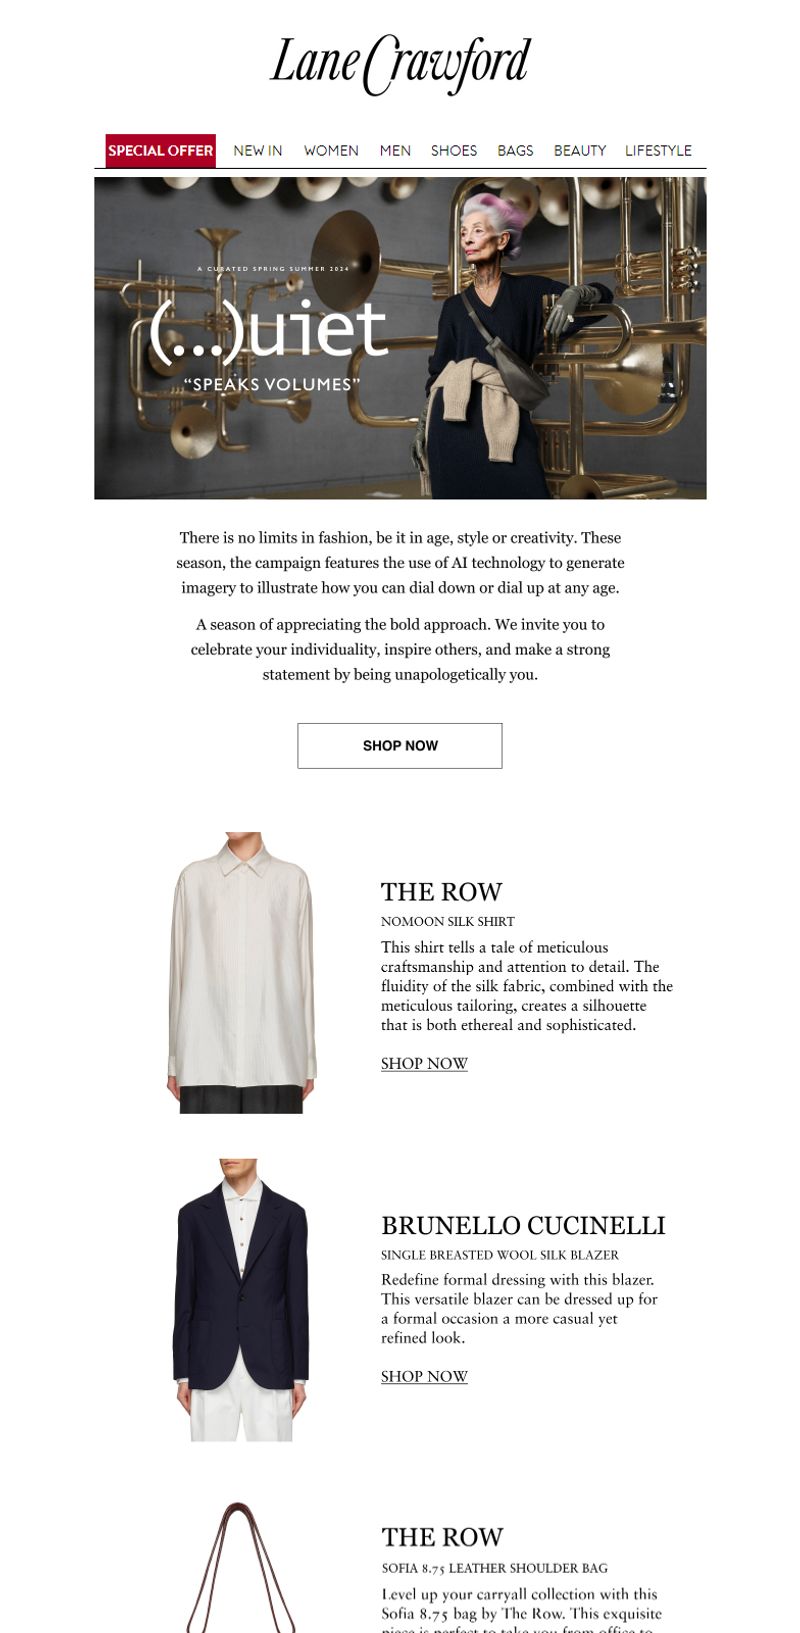 Lane Crawford
SPECIAL OFFER NEW IN WOMEN MEN SHOES BAGS BEAUTY LIFESTYLE
A CURATED SPRING SUMMER 2024
(...)uiet
“SPEAKS VOLUMES”
There is no limits in fashion, be it in age, style or creativity. These
season, the campaign features the use of AI technology to generate
imagery to illustrate how you can dial down or dial up at any age.
A season of appreciating the bold approach. We invite you to
celebrate your individuality, inspire others, and make a strong
statement by being unapologetically you.
SHOP NOW
THE ROW
NOMOON SILK SHIRT
This shirt tells a tale of meticulous
craftsmanship and attention to detail. The
fluidity of the silk fabric, combined with the
meticulous tailoring, creates a silhouette
that is both ethereal and sophisticated.
SHOP NOW
BRUNELLO CUCINELLI
SINGLE BREASTED WOOL SILK BLAZER
Redefine formal dressing with this blazer.
This versatile blazer can be dressed up for
a formal occasion a more casual yet
refined look.
SHOP NOW
THE ROW
SOFIA 8.75 LEATHER SHOULDER BAG
Level up your carryall collection with this
Sofia 8.75 bag by The Row. This exquisite
piece is perfect to take you from office to